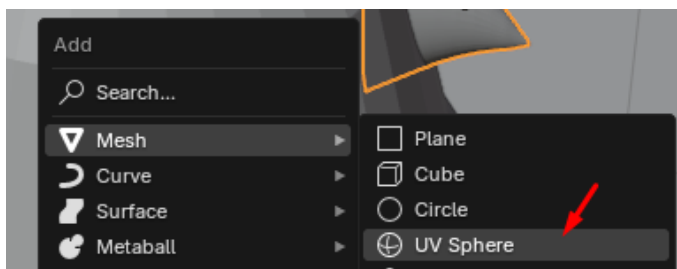 Add
Search...
Mesh
Curve
Surface
Metaball
Plane
Cube
Circle
UV Sphere